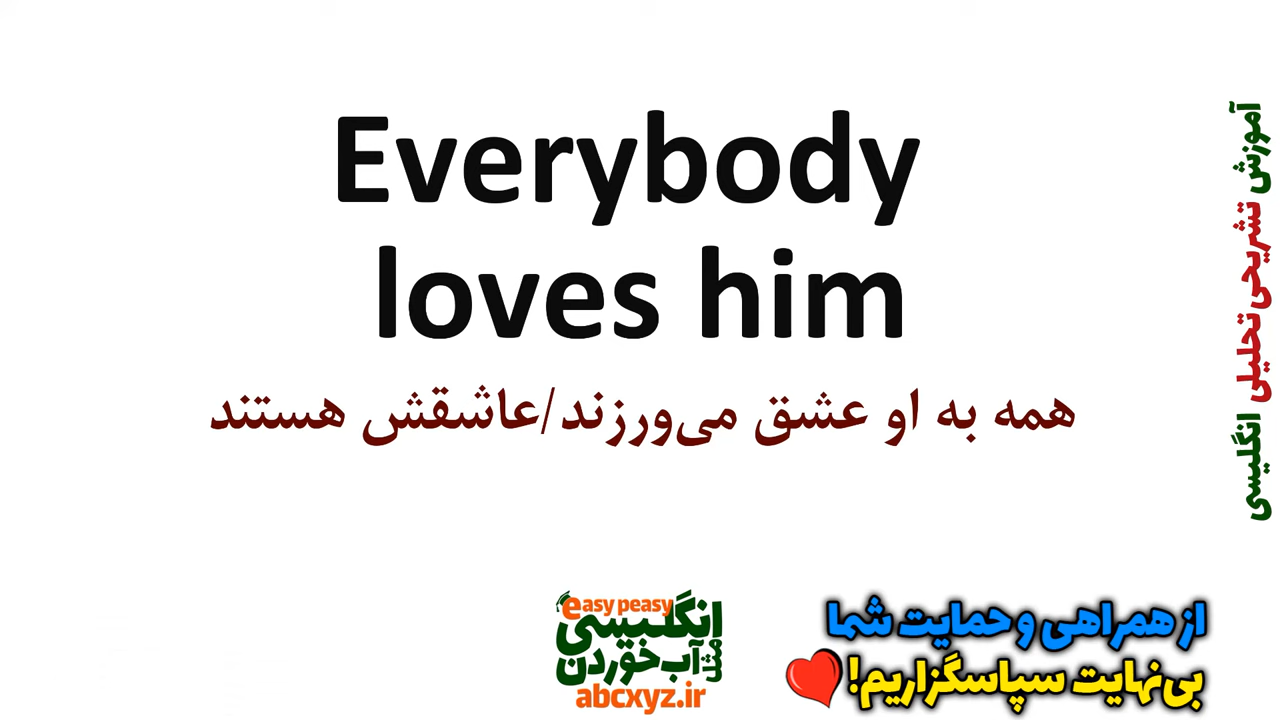 Everybody
loves him
همه به او عشق می‌ورزند/عاشقش هستند
آموزش تشریحی تحلیلی انگلیسی
easy peasy
انگلیسی
مثل آب خوردن
abcxyz.ir
از همراهی و حمایت شما
بی‌نهایت سپاسگزاریم!